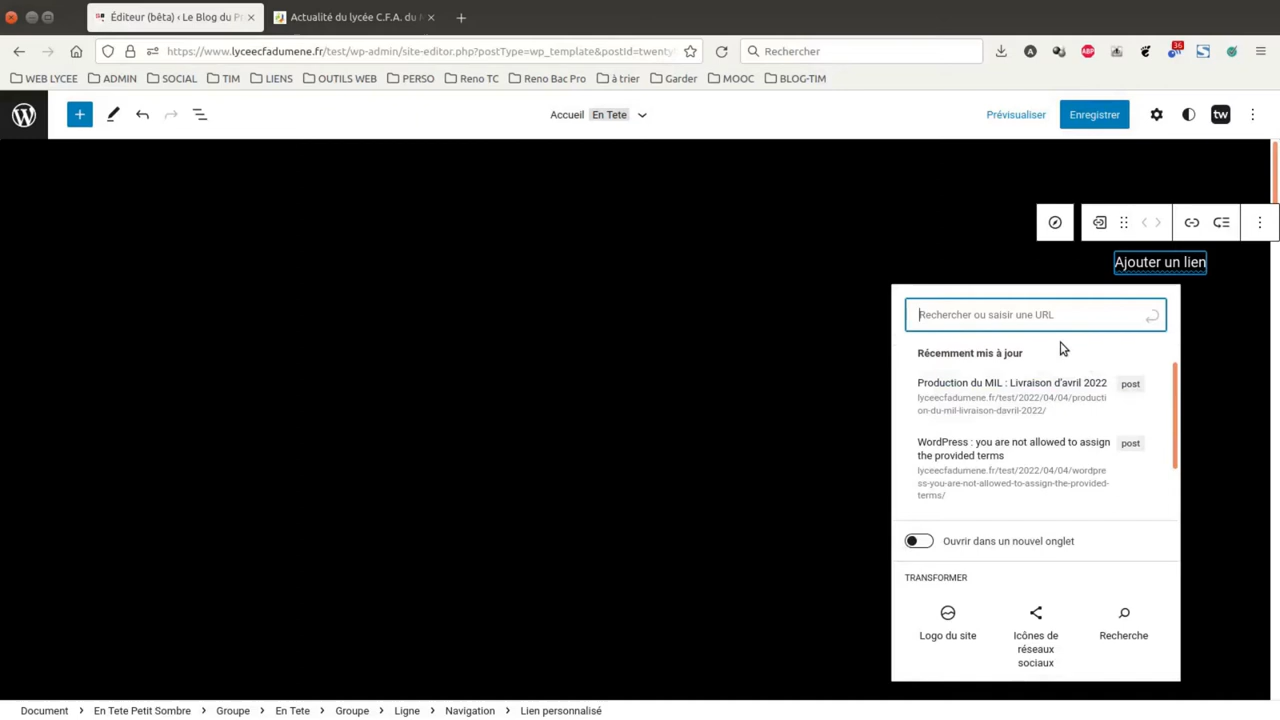 Éditeur (bêta) ‹ Le Blog du Pr
Actualité du lycée C.F.A. du
https://www.lyceecfadumene.fr/test/wp-admin/site-editor.php?postType=wp_template&postId=twenty
Rechercher
36
WEB LYCEE ADMIN SOCIAL TIM LIENS OUTILS WEB PERSO Reno TC Reno Bac Pro à trier Garder MOOC BLOG-TIM
Accueil En Tete
Prévisualiser Enregistrer tw
Ajouter un lien
Rechercher ou saisir une URL
Récemment mis à jour
Production du MIL : Livraison d'avril 2022 post
lyceecfadumene.fr/test/2022/04/04/producti
on-du-mil-livraison-davril-2022/
WordPress : you are not allowed to assign post
the provided terms
lyceecfadumene.fr/test/2022/04/04/wordpre
ss-you-are-not-allowed-to-assign-the-provided-
terms/
Ouvrir dans un nouvel onglet
TRANSFORMER
Logo du site
Icônes de
réseaux
sociaux
Recherche
Document > En Tete Petit Sombre > Groupe > En Tete > Groupe > Ligne > Navigation > Lien personnalisé